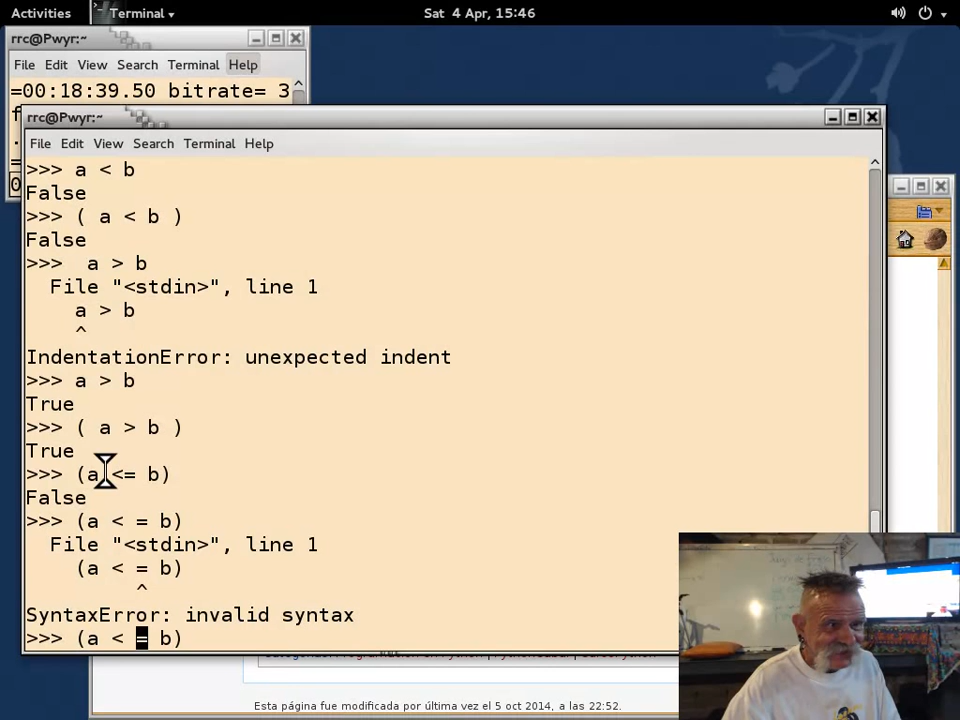 Activities
Terminal
Sat 4 Apr, 15:46
rrc@Pwyr:~
File Edit View Search Terminal Help
=00:18:39.50 bitrate= 3
rrc@Pwyr:~
File Edit View Search Terminal Help
>>> a < b
False
>>> ( a < b )
False
>>>  a > b
  File "<stdin>", line 1
    a > b
    ^
IndentationError: unexpected indent
>>> a > b
True
>>> ( a > b )
True
>>> (a <= b)
False
>>> (a < = b)
  File "<stdin>", line 1
    (a < = b)
         ^
SyntaxError: invalid syntax
>>> (a < = b)
Esta página fue modificada por última vez el 5 oct 2014, a las 22:52.